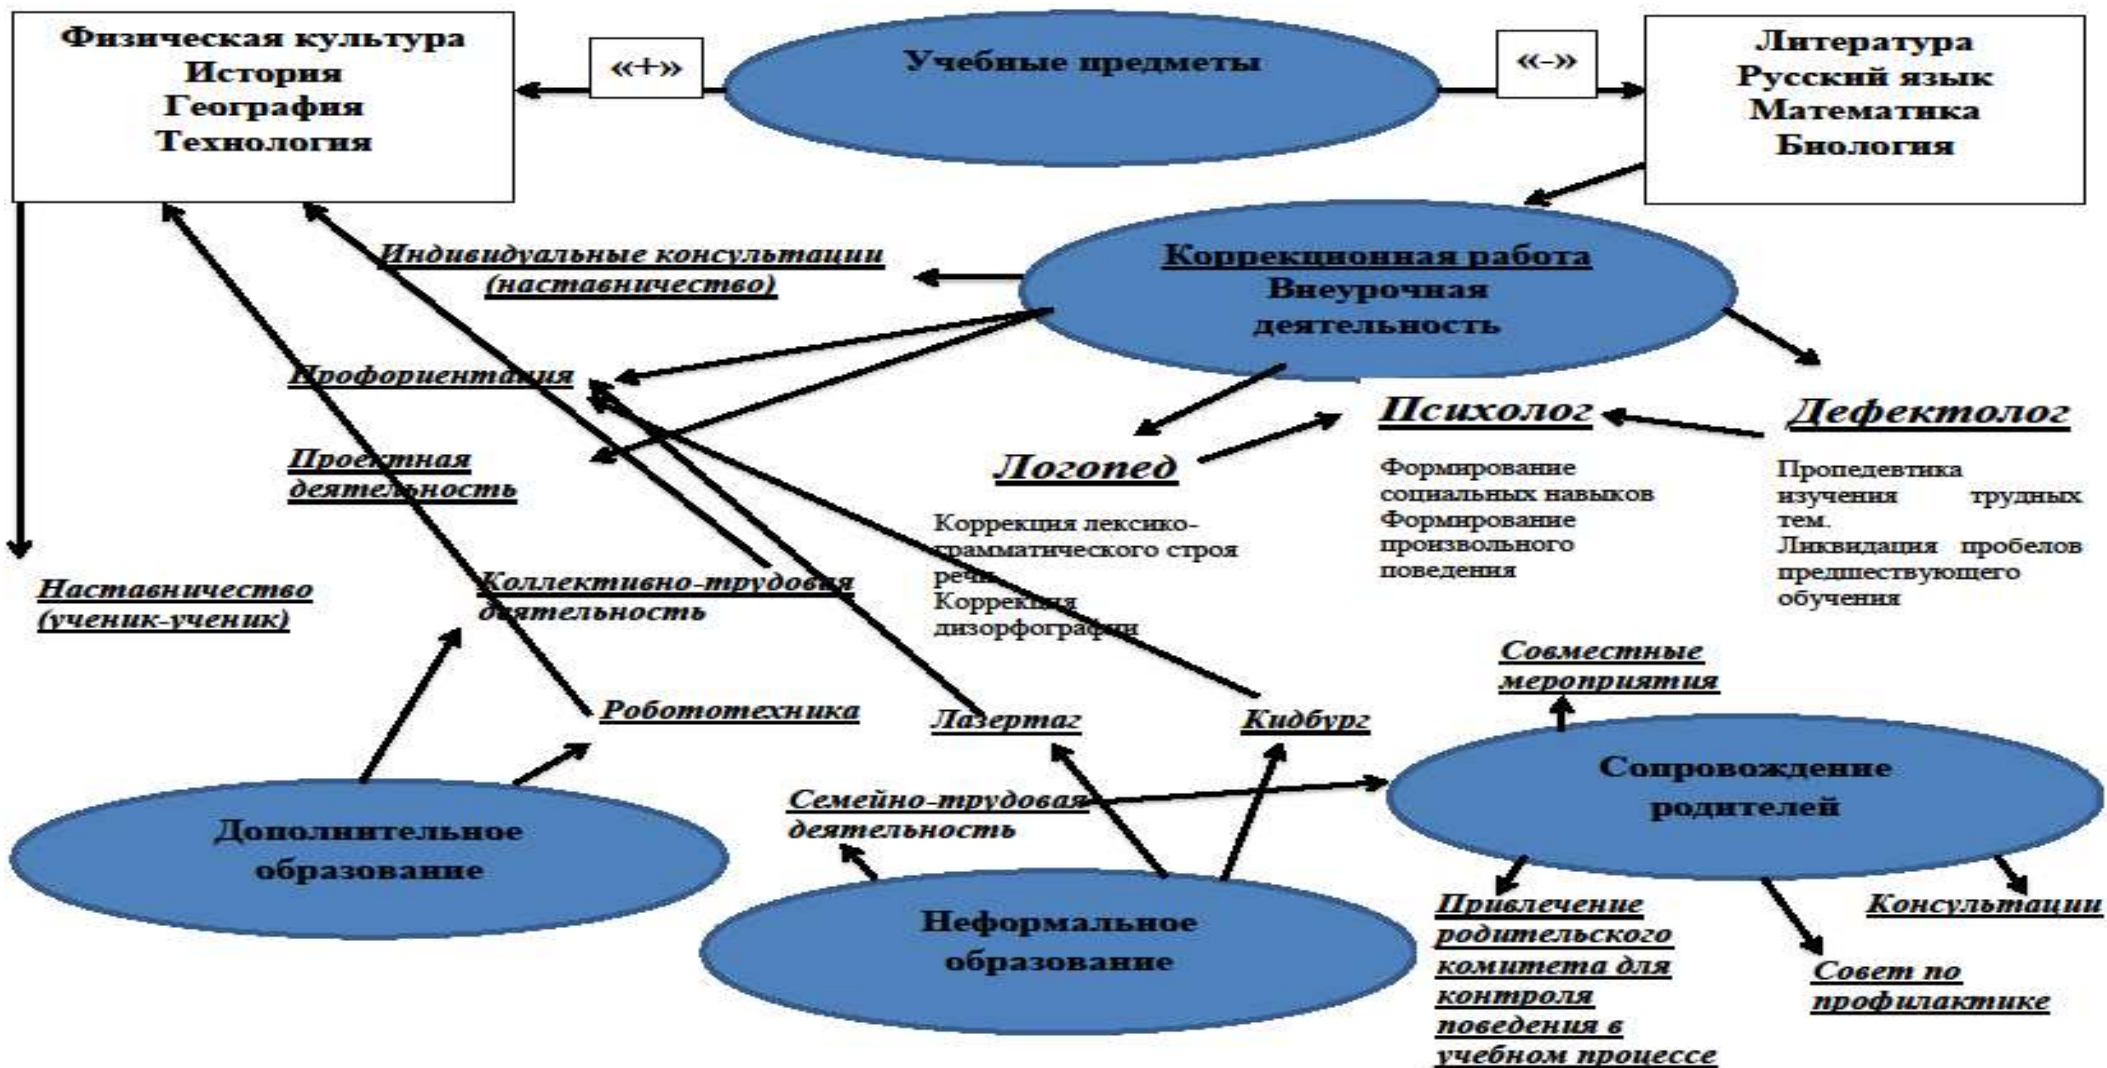 Физическая культура
История
География
Технология
«+»
Учебные предметы
«-»
Литература
Русский язык
Математика
Биология
Индивидуальные консультации
(наставничество)
Коррекционная работа
Внеурочная
деятельность
Профориентация
Проектная
деятельность
Логопед
Коррекция лексико-
грамматического строя
речи
Коррекция
дизорфографии
Психолог
Формирование
социальных навыков
Формирование
произвольного
поведения
Дефектолог
Пропедевтика
изучения трудных
тем.
Ликвидация пробелов
предшествующего
обучения
Наставничество
(ученик-ученик)
Коллективно-трудовая
деятельность
Робототехника
Лазертаг
Кидбург
Совместные
мероприятия
Семейно-трудовая
деятельность
Сопровождение
родителей
Дополнительное
образование
Неформальное
образование
Привлечение
родительского
комитета для
контроля
поведения в
учебном процессе
Консультации
Совет по
профилактике